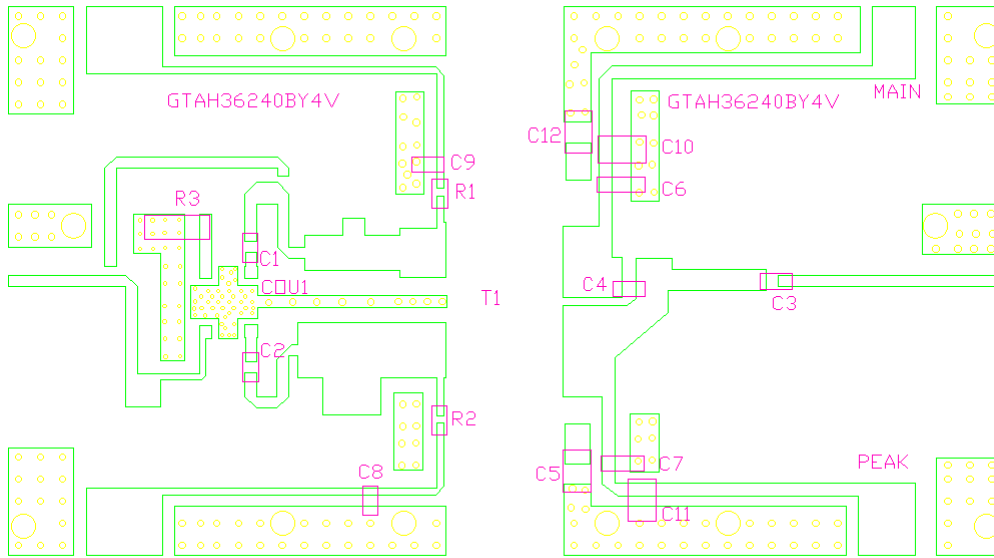 GTAH36240BY4V
GTAH36240BY4V
MAIN
C12
C10
C9
C6
R1
R3
C1
COU1
C4
T1
C3
C2
R2
C8
C5
C7
PEAK
C11